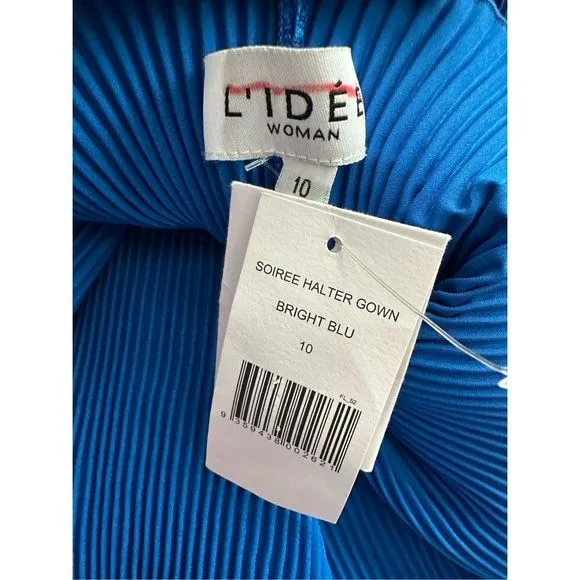 L'IDÉE
WOMAN
10
SOIREE HALTER GOWN
BRIGHT BLU
10
FL_52
9359438002621